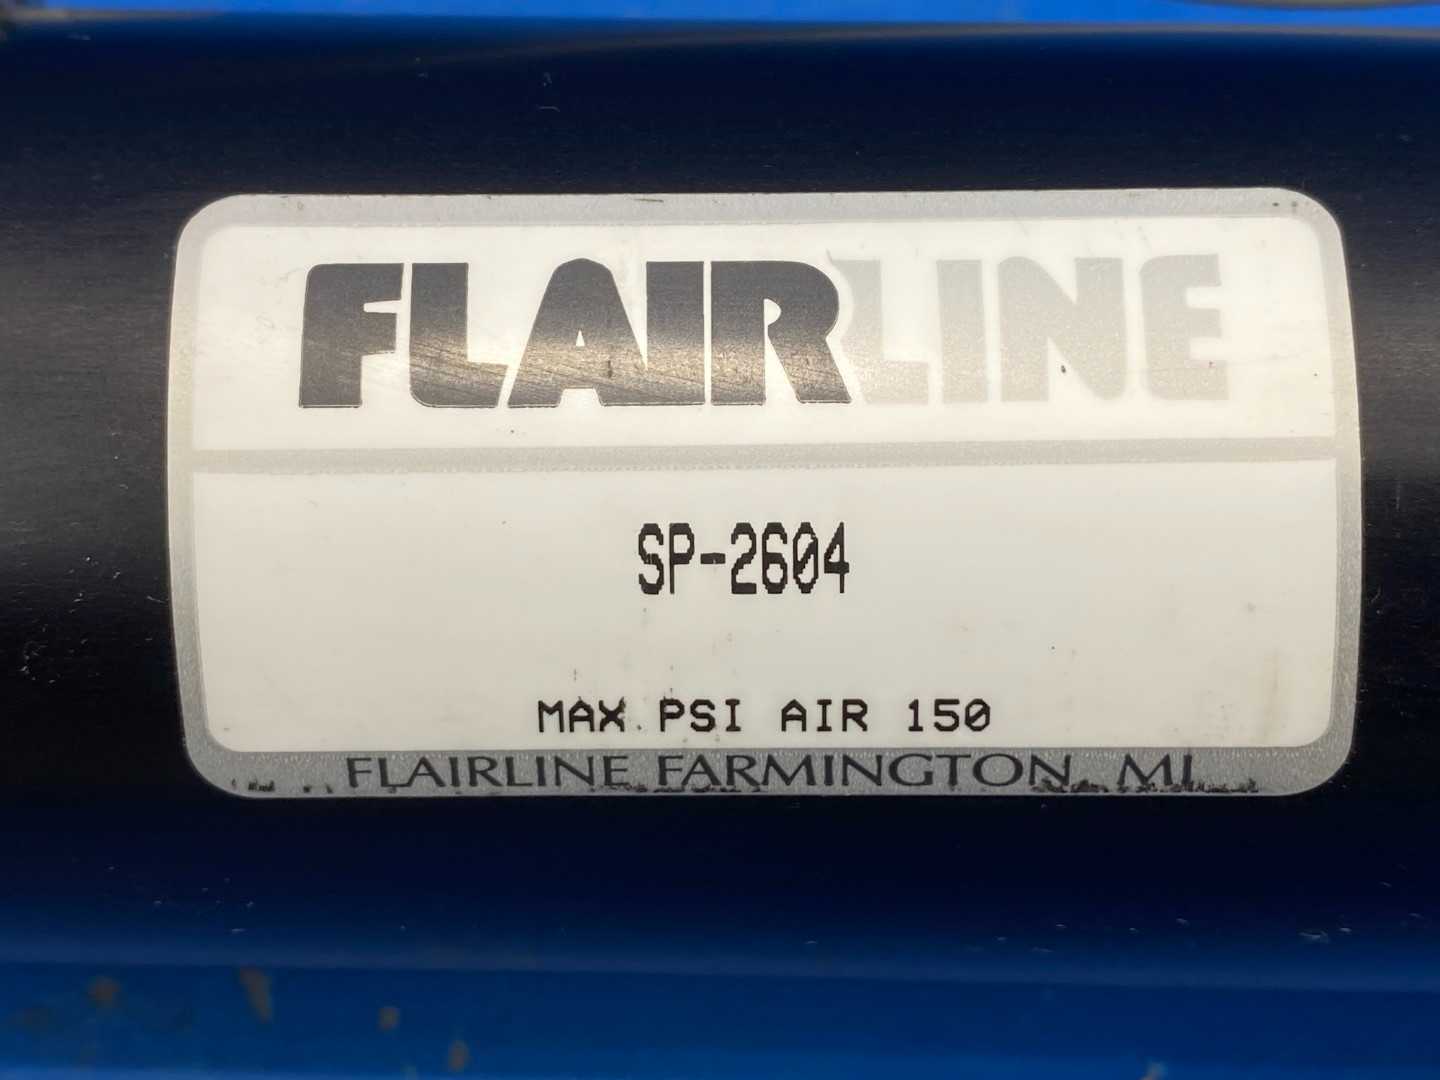 FLAIRLINE
SP-2604
MAX PSI AIR 150
FLAIRLINE FARMINGTON, MI